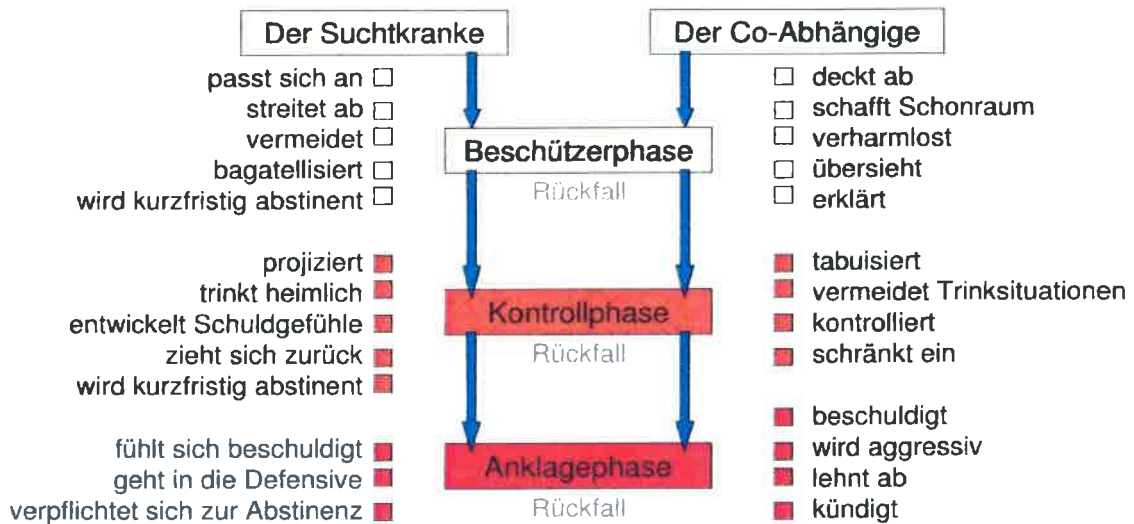 Der Suchtkranke
passt sich an
streitet ab
vermeidet
bagatellisiert
wird kurzfristig abstinent
Der Co-Abhängige
deckt ab
schafft Schonraum
verharmlost
übersieht
erklärt
Beschützerphase
Rückfall
projiziert
trinkt heimlich
entwickelt Schuldgefühle
zieht sich zurück
wird kurzfristig abstinent
Kontrollphase
Rückfall
tabuisiert
vermeidet Trinksituationen
kontrolliert
schränkt ein
fühlt sich beschuldigt
geht in die Defensive
verpflichtet sich zur Abstinenz
Anklagephase
Rückfall
beschuldigt
wird aggressiv
lehnt ab
kündigt